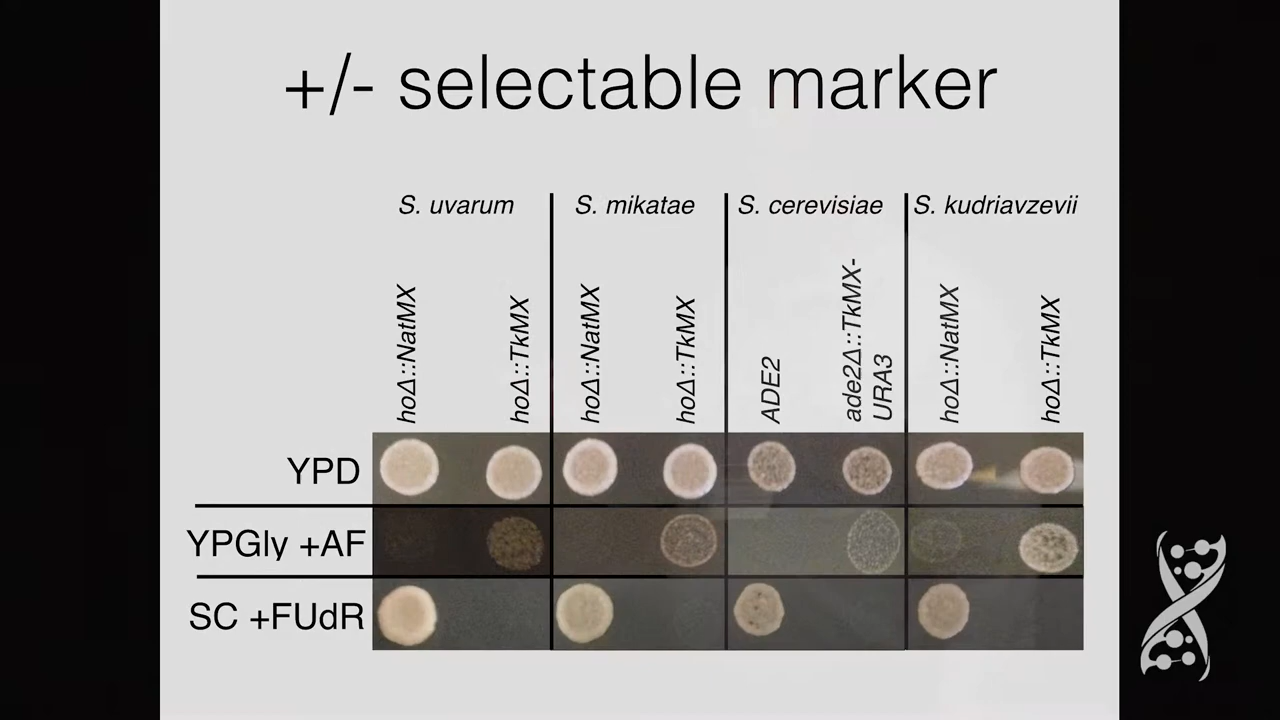 +/- selectable marker
S. uvarum S. mikatae S. cerevisiae S. kudriavzevii
hoΔ::NatMX hoΔ::TkMX hoΔ::NatMX hoΔ::TkMX ADE2 ade2Δ::TkMX-
URA3 hoΔ::NatMX hoΔ::TkMX
YPD
YPGly +AF
SC +FUdR